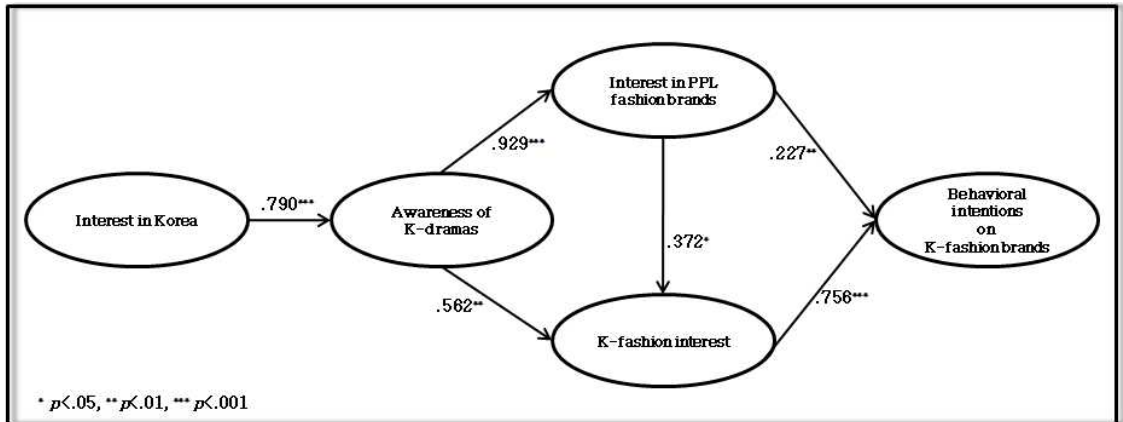 Interest in PPL
fashion brands
.929***
.227**
Interest in Korea
.790***
Awareness of
K-dramas
Behavioral
intentions
on
K-fashion brands
.372*
.562**
.756***
K-fashion interest
* p<.05, ** p<.01, *** p<.001